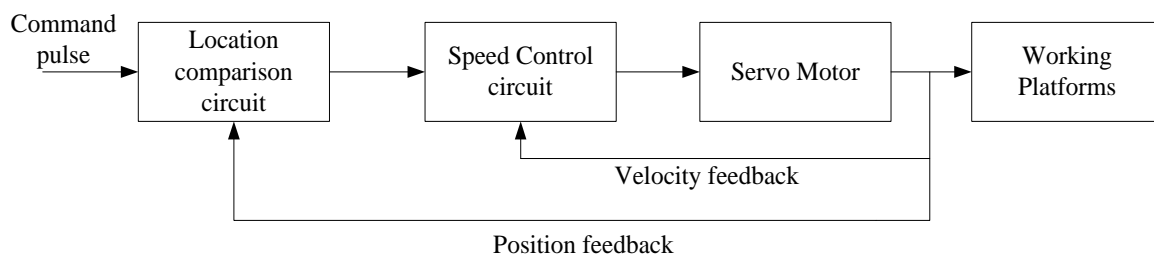 Command
pulse
Location
comparison
circuit
Speed Control
circuit
Servo Motor
Working
Platforms
Velocity feedback
Position feedback